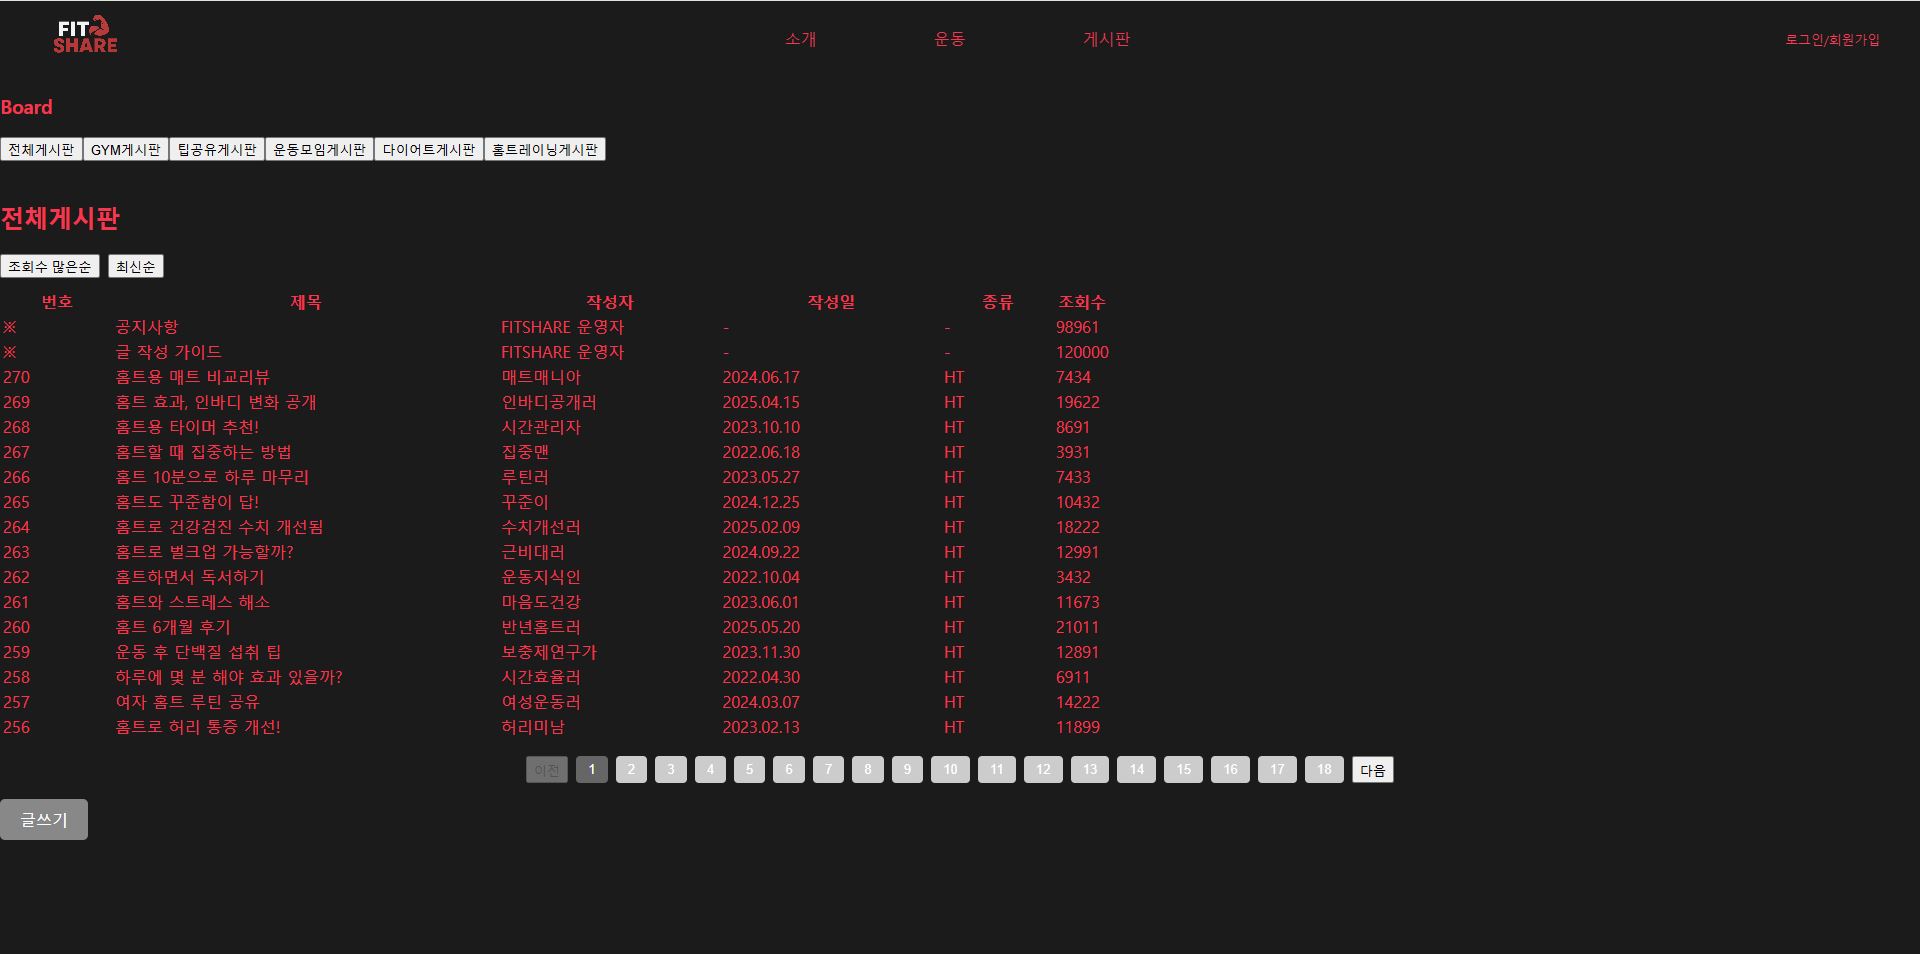 FIT
SHARE
소개 운동 게시판 로그인/회원가입
Board
전체게시판 GYM게시판 팁공유게시판 운동모임게시판 다이어트게시판 홈트레이닝게시판
전체게시판
조회수 많은순 최신순
번호 제목 작성자 작성일 종류 조회수
※ 공지사항 FITSHARE 운영자 - - 98961
※ 글 작성 가이드 FITSHARE 운영자 - - 120000
270 홈트용 매트 비교리뷰 매트매니아 2024.06.17 HT 7434
269 홈트 효과, 인바디 변화 공개 인바디공개러 2025.04.15 HT 19622
268 홈트용 타이머 추천! 시간관리자 2023.10.10 HT 8691
267 홈트할 때 집중하는 방법 집중맨 2022.06.18 HT 3931
266 홈트 10분으로 하루 마무리 루틴러 2023.05.27 HT 7433
265 홈트도 꾸준함이 답! 꾸준이 2024.12.25 HT 10432
264 홈트로 건강검진 수치 개선됨 수치개선러 2025.02.09 HT 18222
263 홈트로 벌크업 가능할까? 근비대러 2024.09.22 HT 12991
262 홈트하면서 독서하기 운동지식인 2022.10.04 HT 3432
261 홈트와 스트레스 해소 마음도건강 2023.06.01 HT 11673
260 홈트 6개월 후기 반년홈트러 2025.05.20 HT 21011
259 운동 후 단백질 섭취 팁 보충제연구가 2023.11.30 HT 12891
258 하루에 몇 분 해야 효과 있을까? 시간효율러 2022.04.30 HT 6911
257 여자 홈트 루틴 공유 여성운동러 2024.03.07 HT 14222
256 홈트로 허리 통증 개선! 허리미남 2023.02.13 HT 11899
이전 1 2 3 4 5 6 7 8 9 10 11 12 13 14 15 16 17 18 다음
글쓰기